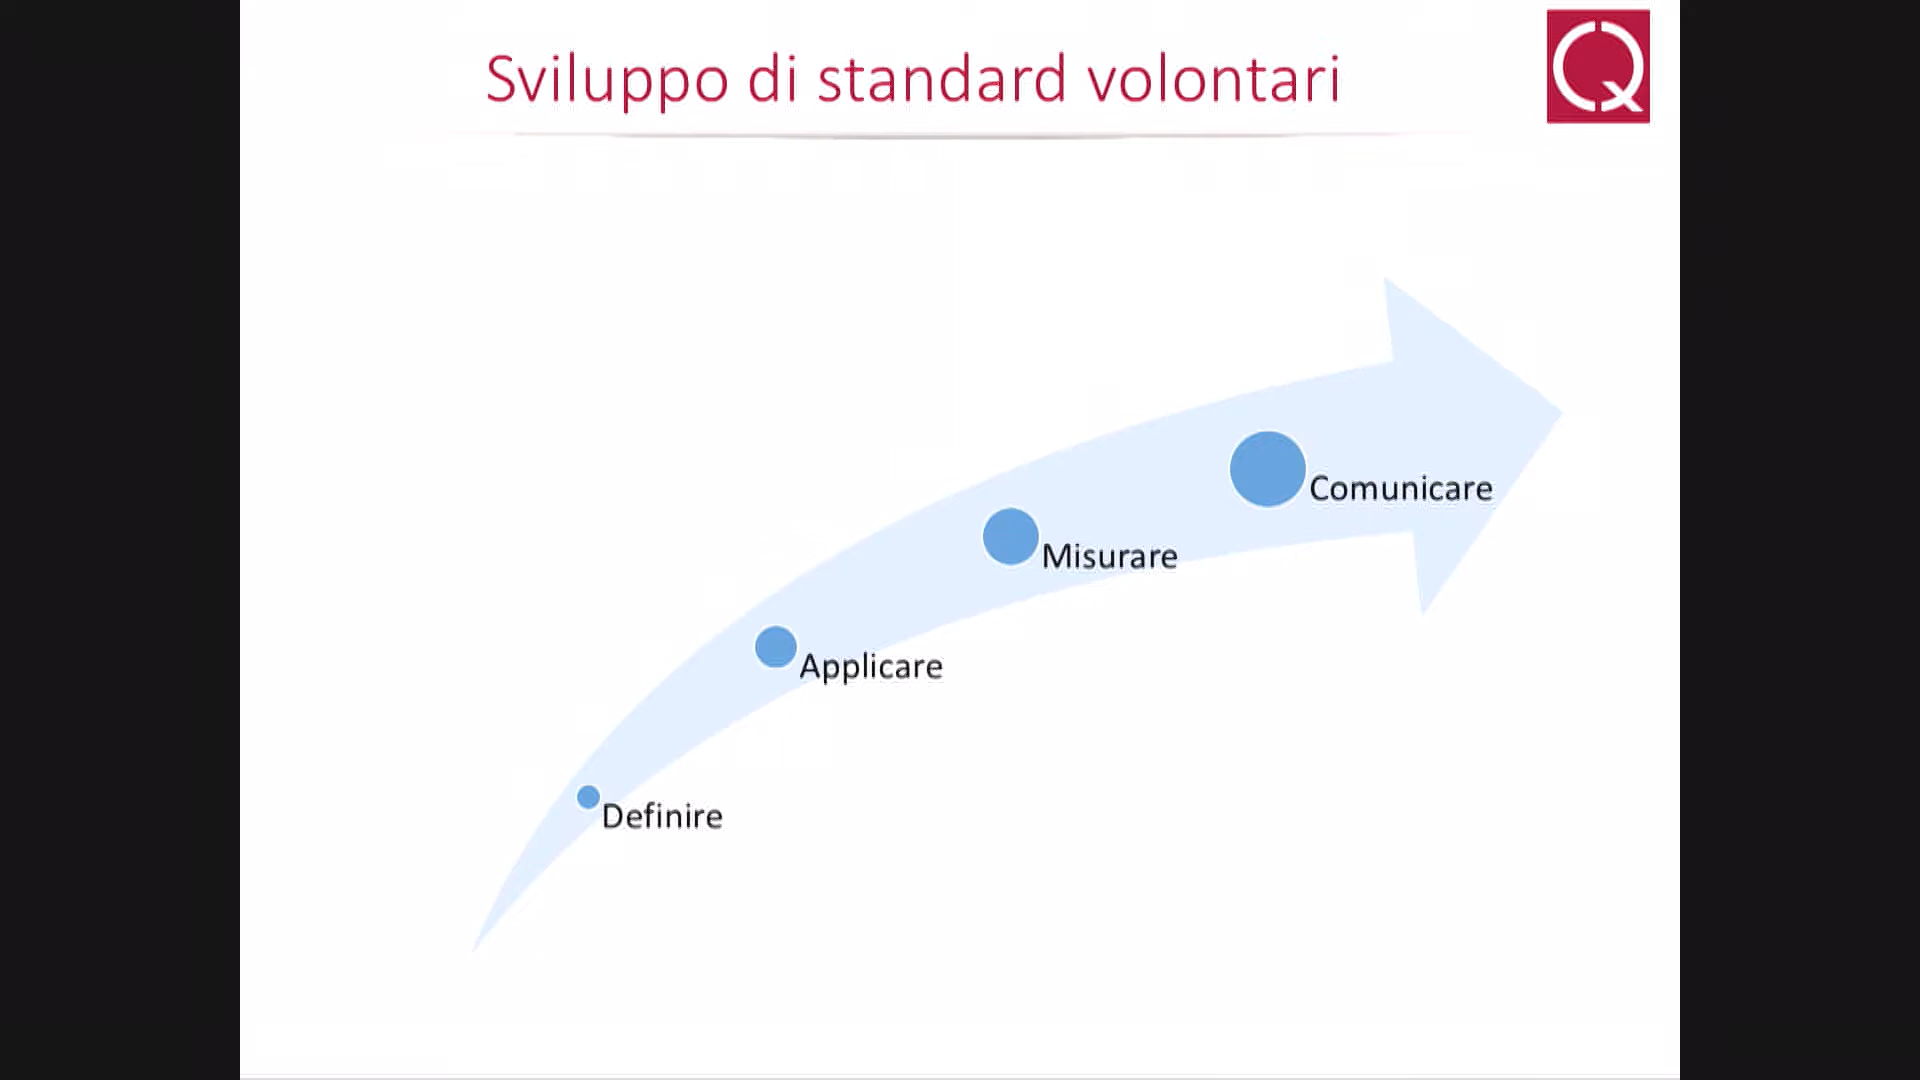 Sviluppo di standard volontari
Comunicare
Misurare
Applicare
Definire